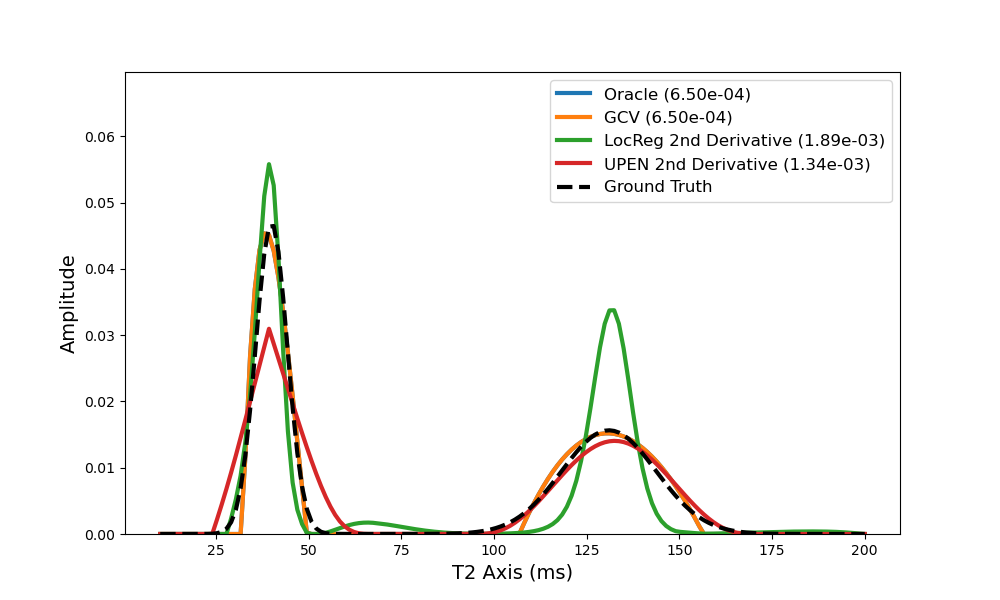 Oracle (6.50e-04)
GCV (6.50e-04)
LocReg 2nd Derivative (1.89e-03)
UPEN 2nd Derivative (1.34e-03)
Ground Truth
0.06
0.05
0.04
0.03
0.02
0.01
0.00
Amplitude
25 50 75 100 125 150 175 200
T2 Axis (ms)